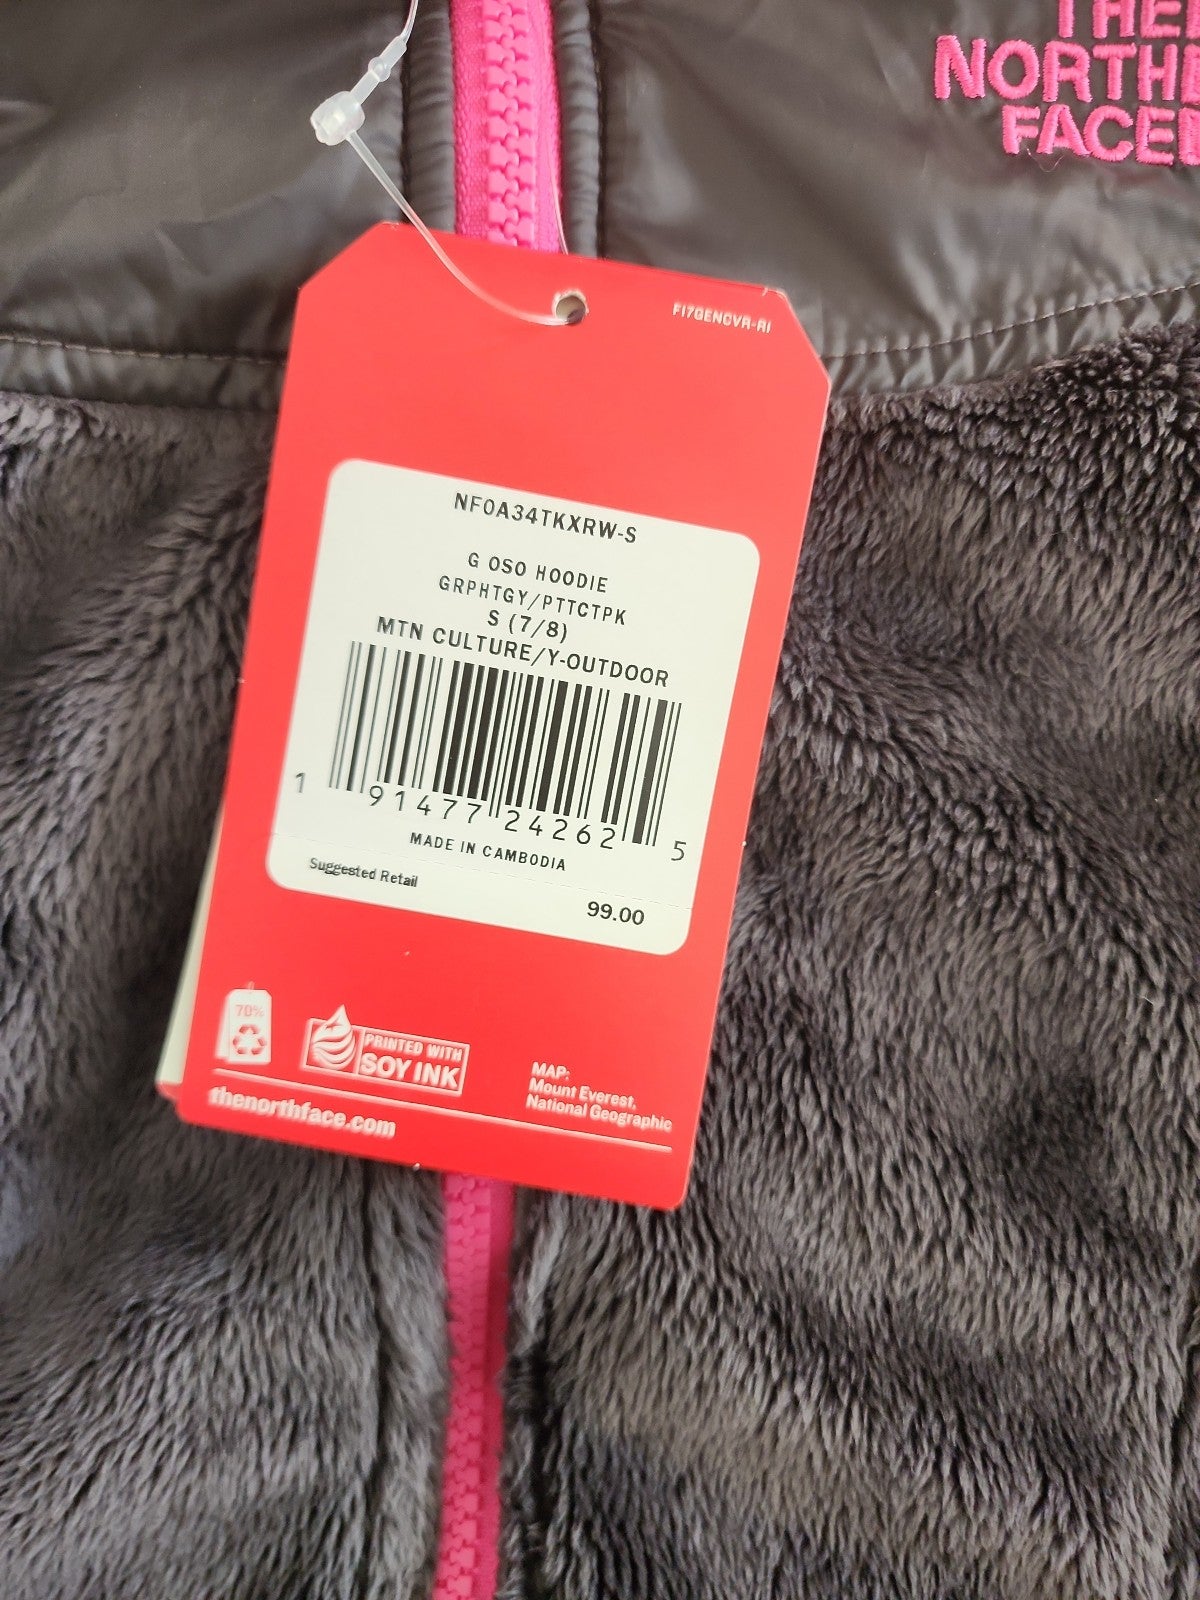 THE
NORTH
FACE
F17GENCVR-R1
NF0A34TKXRW-S
G OSO HOODIE
GRPHTGY/PTTCTPK
S (7/8)
MTN CULTURE/Y-OUTDOOR
1 91477 24262 5
MADE IN CAMBODIA
Suggested Retail
99.00
70%
PRINTED WITH
SOY INK
MAP:
Mount Everest,
National Geographic
thenorthface.com